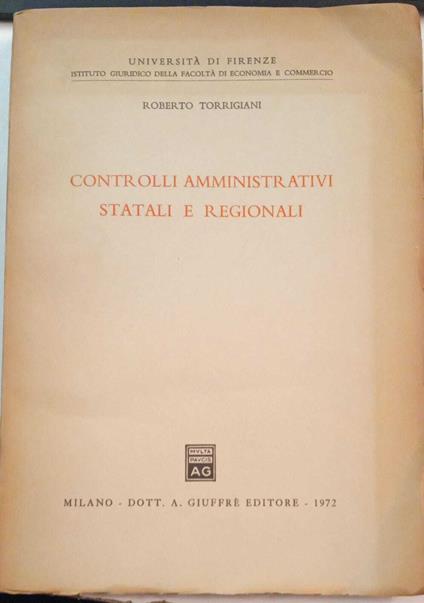 UNIVERSITÀ DI FIRENZE
ISTITUTO GIURIDICO DELLA FACOLTÀ DI ECONOMIA E COMMERCIO
ROBERTO TORRIGIANI
CONTROLLI AMMINISTRATIVI
STATALI E REGIONALI
MVLTA
PAVCIS
AG
MILANO - DOTT. A. GIUFFRÈ EDITORE - 1972